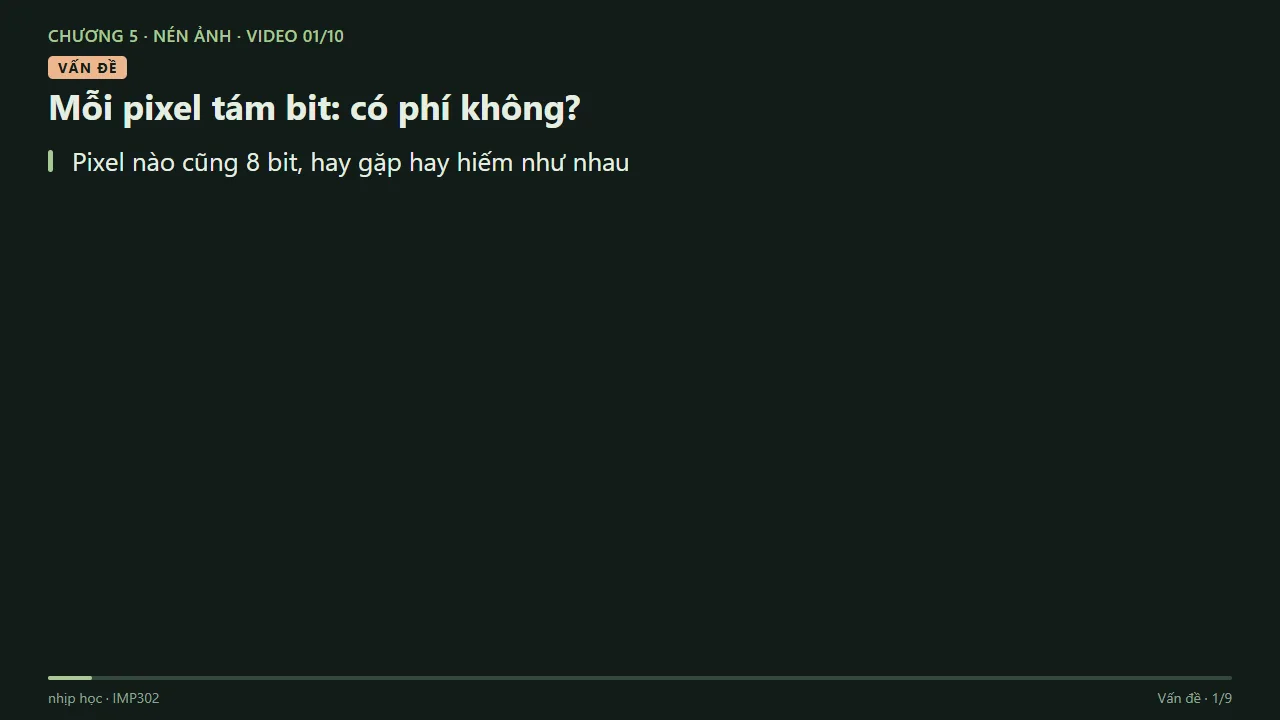 CHƯƠNG 5 · NÉN ẢNH · VIDEO 01/10
VẤN ĐỀ
Mỗi pixel tám bit: có phí không?
Pixel nào cũng 8 bit, hay gặp hay hiếm như nhau
nhịp học · IMP302
Vấn đề · 1/9